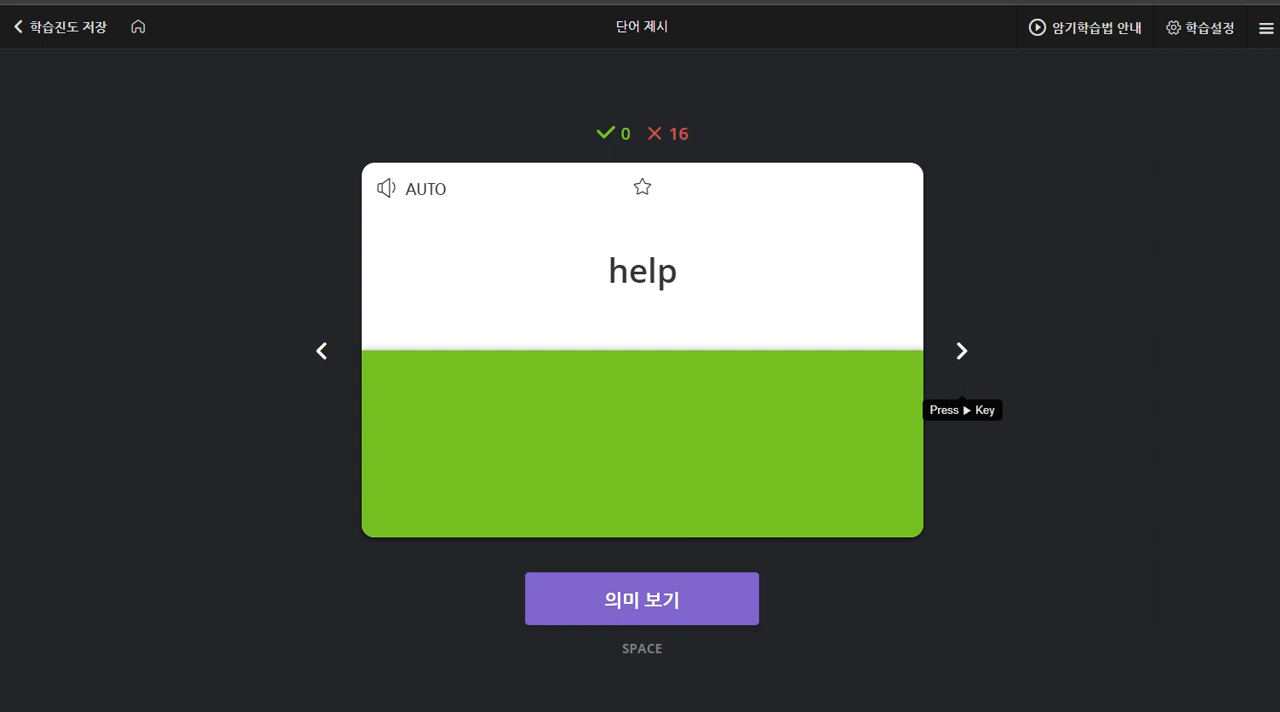 학습진도 저장
단어 제시
암기학습법 안내
학습설정
0
16
AUTO
help
Press ▶ Key
의미 보기
SPACE